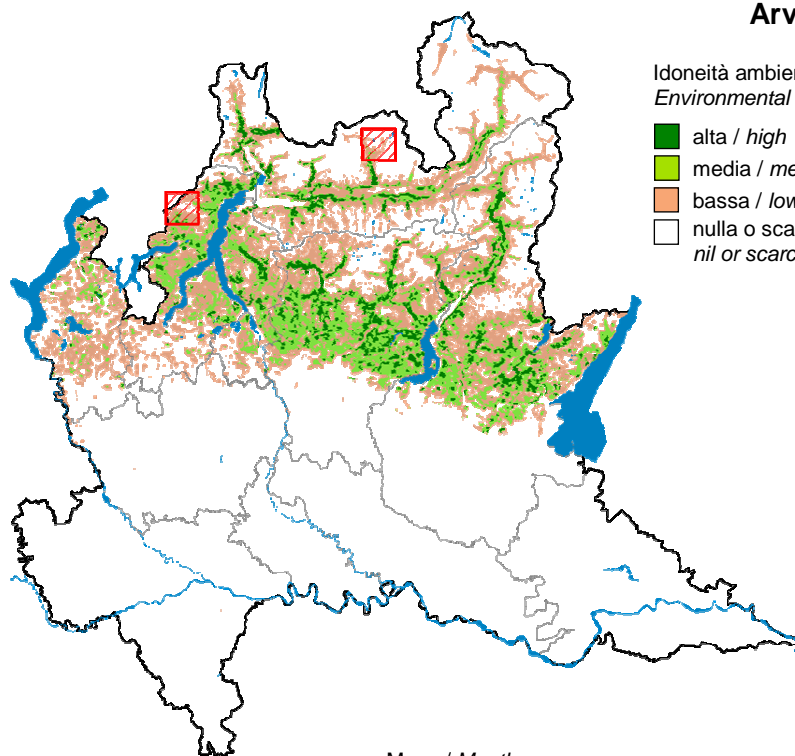 Arv
Idoneità ambien
Environmental
alta / high
media / me
bassa / low
nulla o sca
nil or scarc